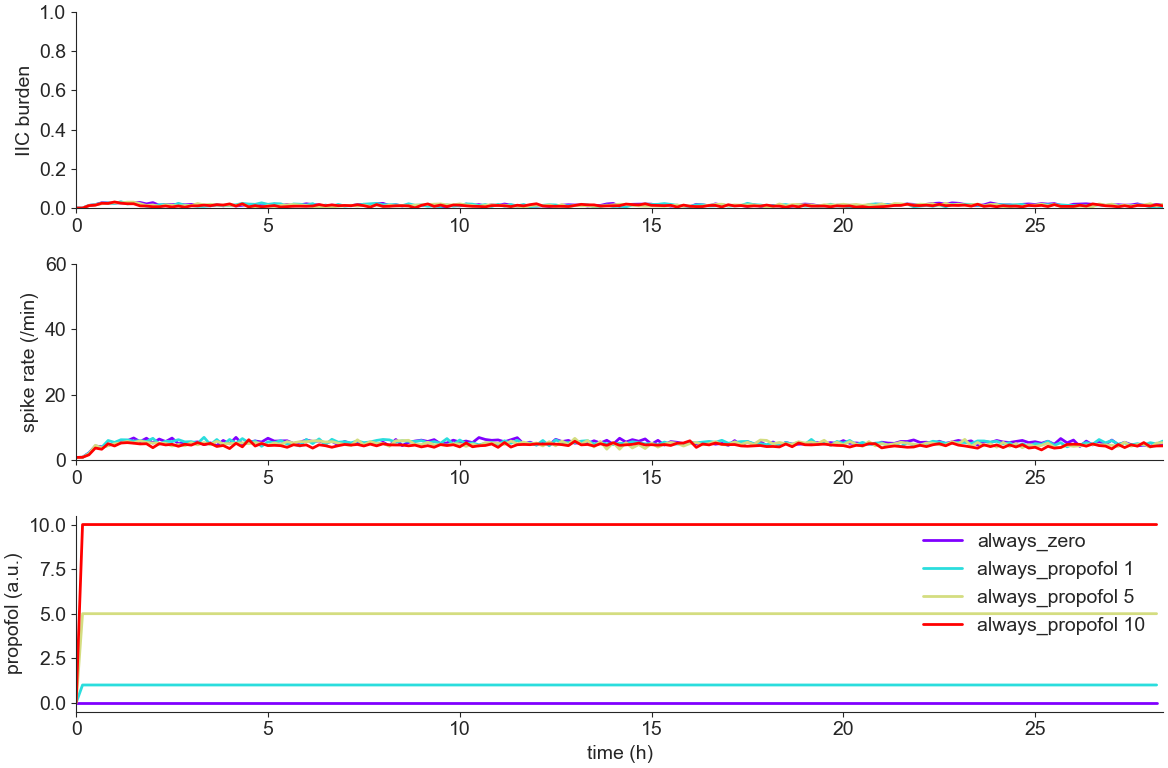 IIC burden
1.0
0.8
0.6
0.4
0.2
0.0
0 5 10 15 20 25
spike rate (/min)
60
40
20
0
0 5 10 15 20 25
propofol (a.u.)
10.0
7.5
5.0
2.5
0.0
always_zero
always_propofol 1
always_propofol 5
always_propofol 10
0 5 10 15 20 25
time (h)